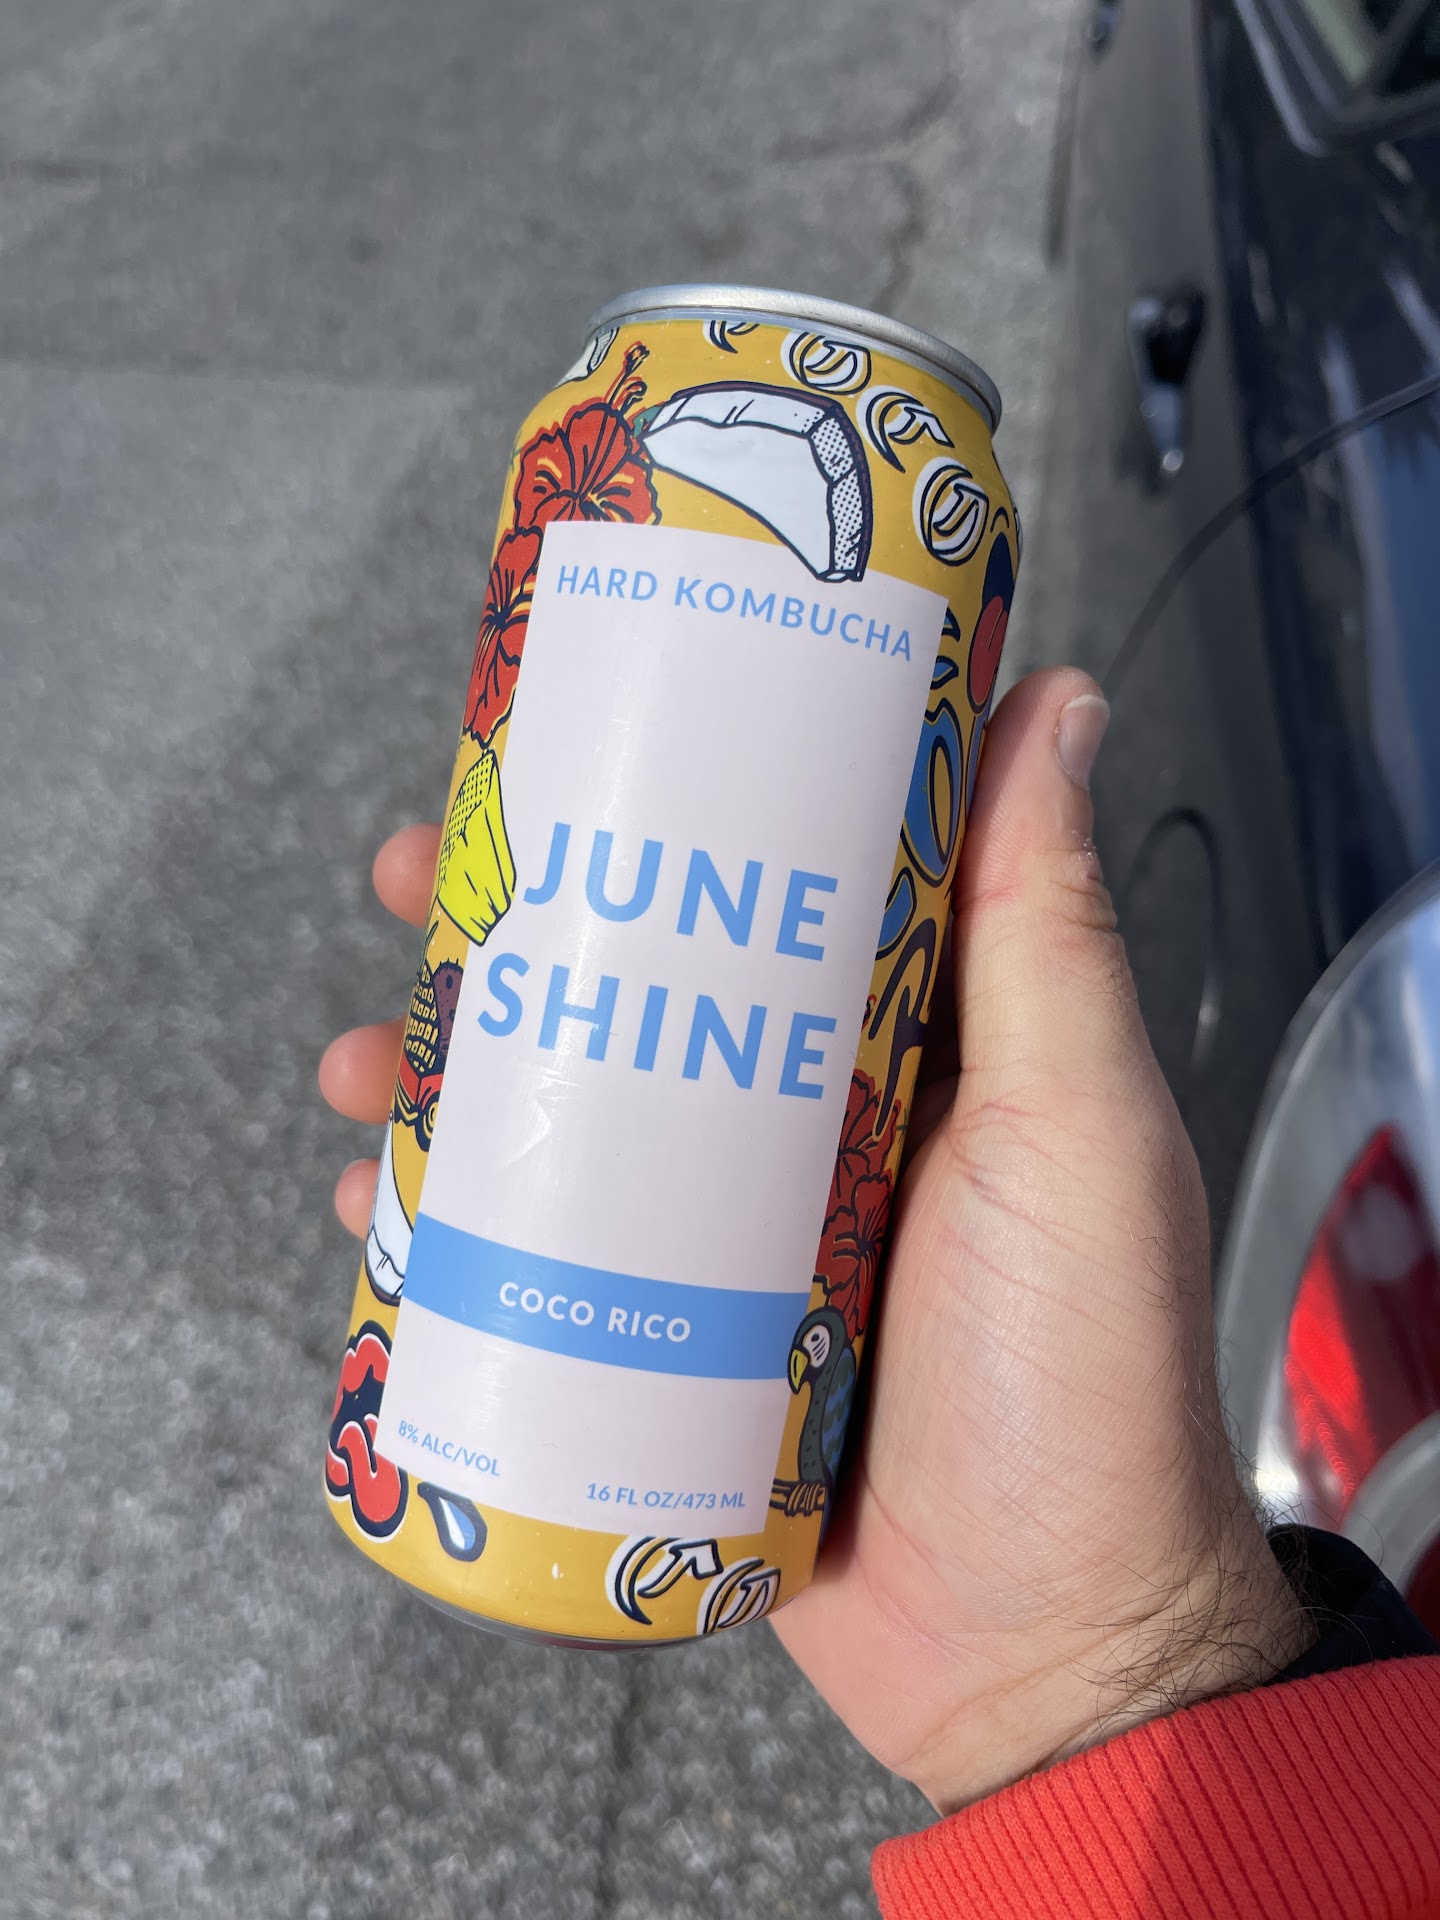 HARD KOMBUCHA
JUNE
SHINE
COCO RICO
8% ALC/VOL
16 FL OZ/473 ML